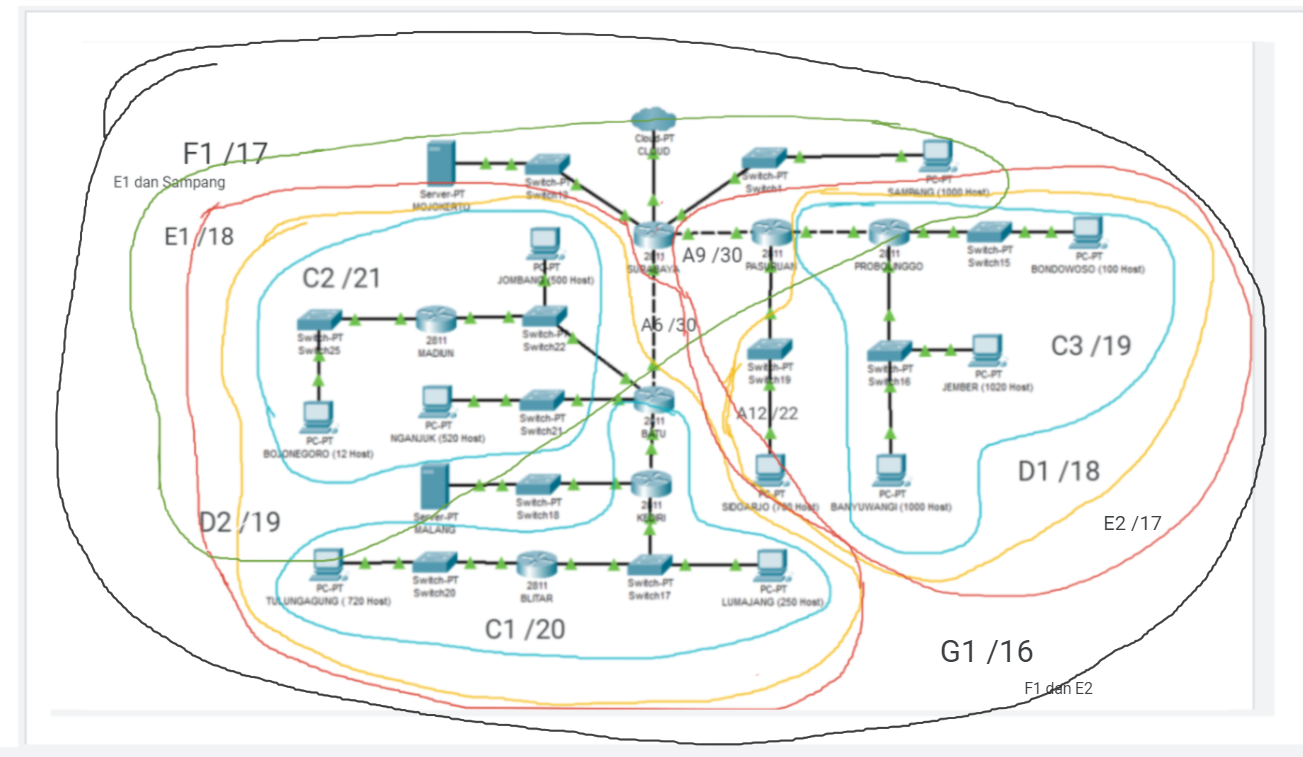 F1 /17
E1 dan Sampang
E1 /18
Cloud-PT
CLOUD
Server-PT
MOJOKERTO
Switch-PT
Switch1
PC-PT
SAMPANG (1000 Host)
2811
SURABAYA
A9 /30
2811
PASURUAN
2811
PROBOLINGGO
Switch-PT
Switch15
PC-PT
BONDOWOSO (100 Host)
C2 /21
PC-PT
JOMBANG (500 Host)
A6 /30
Switch-PT
Switch25
2811
MADIUN
Switch-PT
Switch22
Switch-PT
Switch19
Switch-PT
Switch16
PC-PT
JEMBER (1020 Host)
C3 /19
A12 /22
PC-PT
BOJONEGORO (12 Host)
PC-PT
NGANJUK (520 Host)
Switch-PT
Switch21
2811
BATU
D1 /18
PC-PT
SIDOARJO (700 Host)
PC-PT
BANYUWANGI (1000 Host)
D2 /19
Server-PT
MALANG
Switch-PT
Switch18
2811
KEDIRI
E2 /17
PC-PT
TULUNGAGUNG ( 720 Host)
Switch-PT
Switch20
2811
BLITAR
Switch-PT
Switch17
PC-PT
LUMAJANG (250 Host)
C1 /20
G1 /16
F1 dan E2